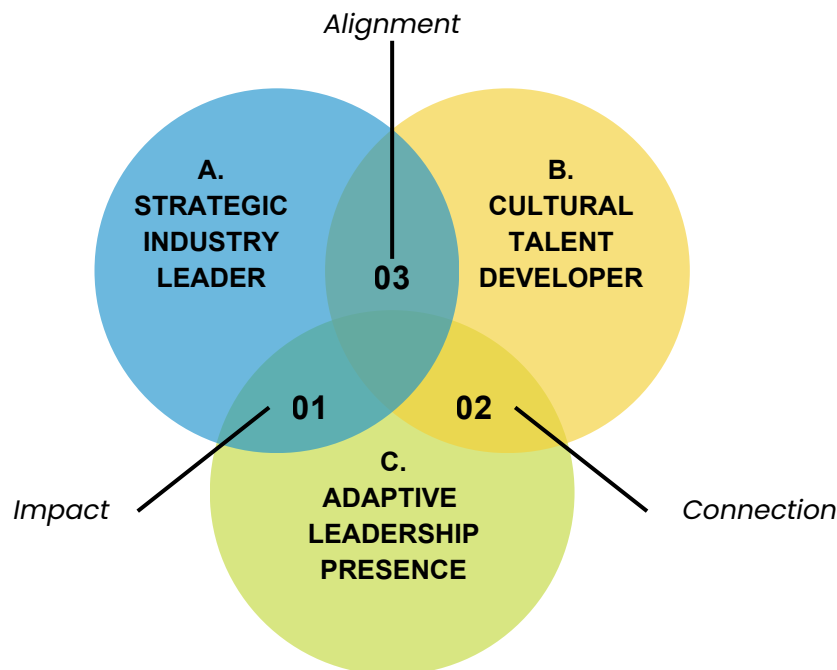 Alignment
A.
STRATEGIC
INDUSTRY
LEADER
B.
CULTURAL
TALENT
DEVELOPER
03
01
02
C.
ADAPTIVE
LEADERSHIP
PRESENCE
Impact
Connection